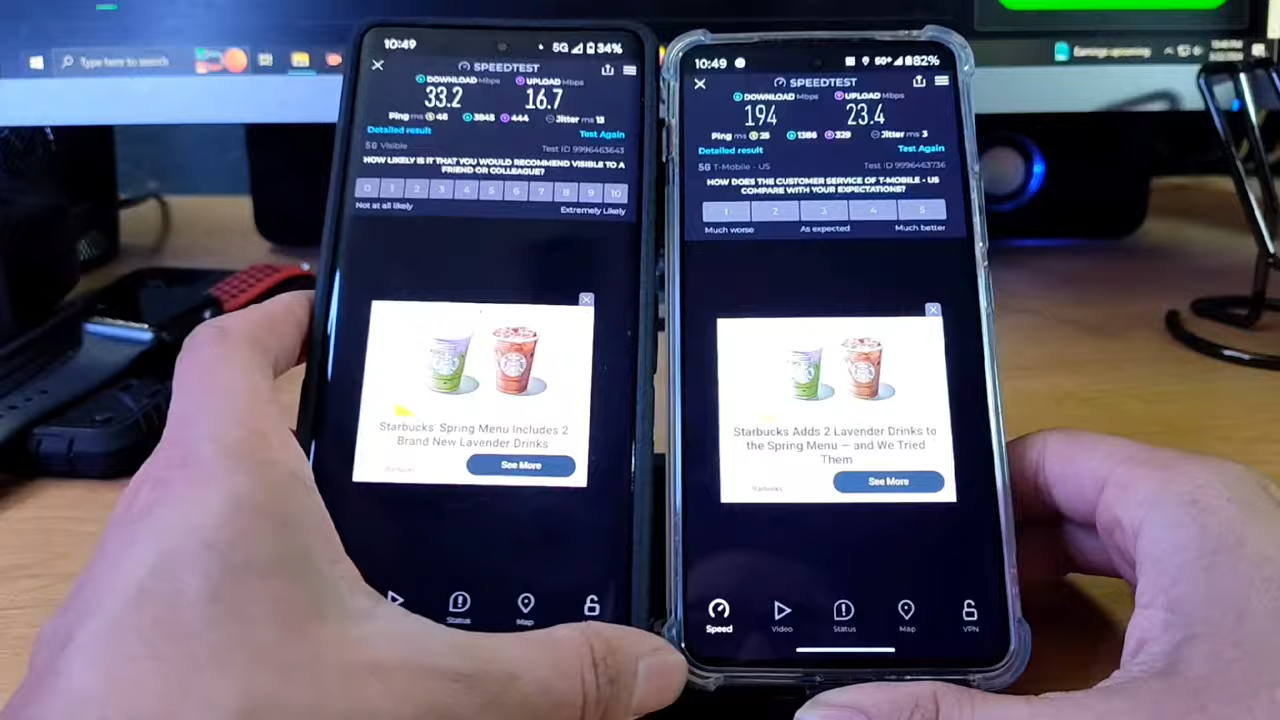 Type here to search
Earnings upcoming
10:49 5G 34%
SPEEDTEST
DOWNLOAD Mbps UPLOAD Mbps
33.2 16.7
Ping ms 46 3845 444 Jitter ms 13
Detailed result Test Again
5G Visible Test ID 9996463643
HOW LIKELY IS IT THAT YOU WOULD RECOMMEND VISIBLE TO A
FRIEND OR COLLEAGUE?
0 1 2 3 4 5 6 7 8 9 10
Not at all likely Extremely Likely
Starbucks' Spring Menu Includes 2
Brand New Lavender Drinks
See More
Status Map
10:49 5G+ 82%
SPEEDTEST
DOWNLOAD Mbps UPLOAD Mbps
194 23.4
Ping ms 25 1386 329 Jitter ms 3
Detailed result Test Again
5G T-Mobile - US Test ID 9996463736
HOW DOES THE CUSTOMER SERVICE OF T-MOBILE - US
COMPARE WITH YOUR EXPECTATIONS?
1 2 3 4 5
Much worse As expected Much better
Starbucks Adds 2 Lavender Drinks to
the Spring Menu — and We Tried
Them
See More
Speed Video Status Map VPN